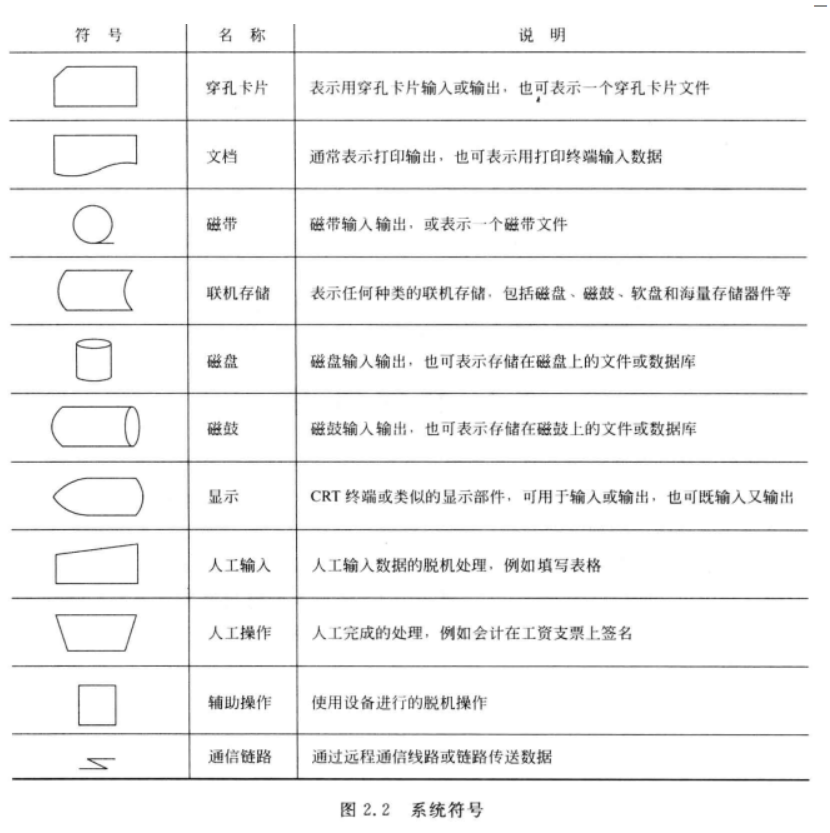 符号 名称 说明
穿孔卡片 表示用穿孔卡片输入或输出，也可表示一个穿孔卡片文件
文档 通常表示打印输出，也可表示用打印终端输入数据
磁带 磁带输入输出，或表示一个磁带文件
联机存储 表示任何种类的联机存储，包括磁盘、磁鼓、软盘和海量存储器件等
磁盘 磁盘输入输出，也可表示存储在磁盘上的文件或数据库
磁鼓 磁鼓输入输出，也可表示存储在磁鼓上的文件或数据库
显示 CRT 终端或类似的显示部件，可用于输入或输出，也可既输入又输出
人工输入 人工输入数据的脱机处理，例如填写表格
人工操作 人工完成的处理，例如会计在工资支票上签名
辅助操作 使用设备进行的脱机操作
通信链路 通过远程通信线路或链路传送数据
图 2.2 系统符号